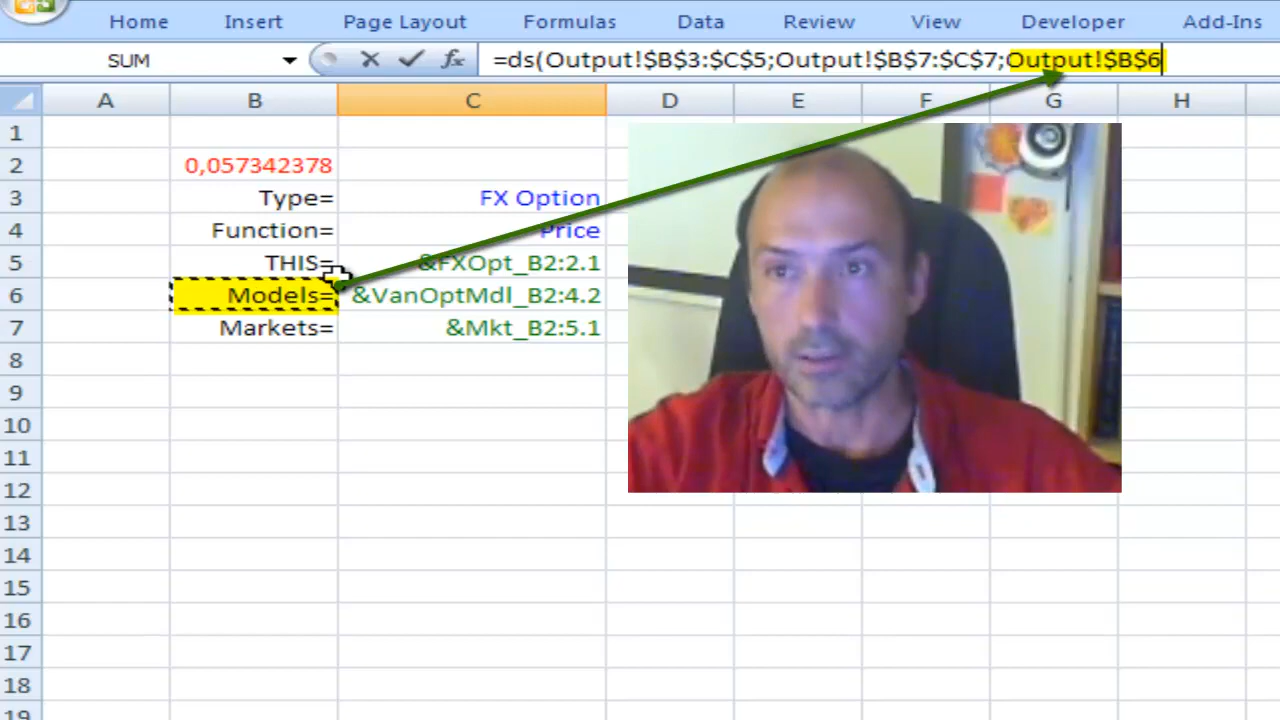 Home Insert Page Layout Formulas Data Review View Developer Add-Ins
SUM =ds(Output!$B$3:$C$5;Output!$B$7:$C$7;Output!$B$6
A B C D E F G H
1
2 0,057342378
3 Type= FX Option
4 Function= Price
5 THIS= &FXOpt_B2:2.1
6 Models= &VanOptMdl_B2:4.2
7 Markets= &Mkt_B2:5.1
8
9
10
11
12
13
14
15
16
17
18
19